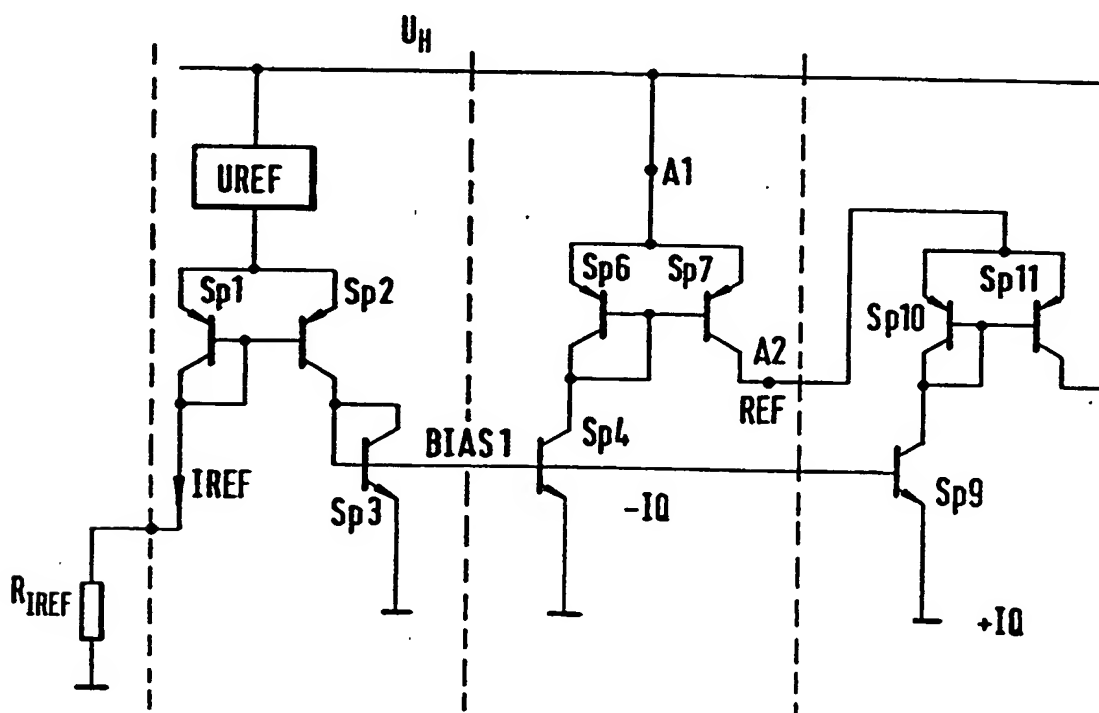 U_H
UREF
A1
Sp1
Sp2
Sp6
Sp7
Sp11
Sp10
A2
REF
BIAS1
Sp4
IREF
Sp3
-IQ
Sp9
R_IREF
+IQ